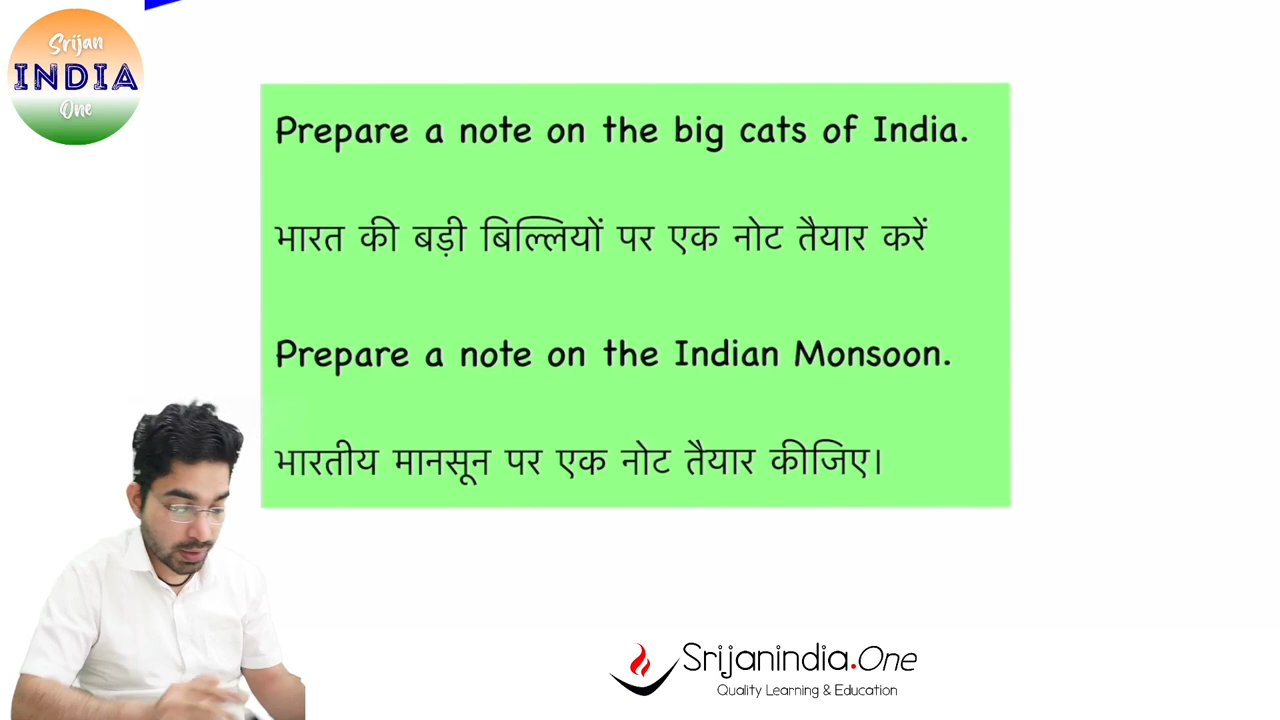 Srijan
INDIA
One
Prepare a note on the big cats of India.
भारत की बड़ी बिल्लियों पर एक नोट तैयार करें
Prepare a note on the Indian Monsoon.
भारतीय मानसून पर एक नोट तैयार कीजिए।
Srijanindia.One
Quality Learning & Education